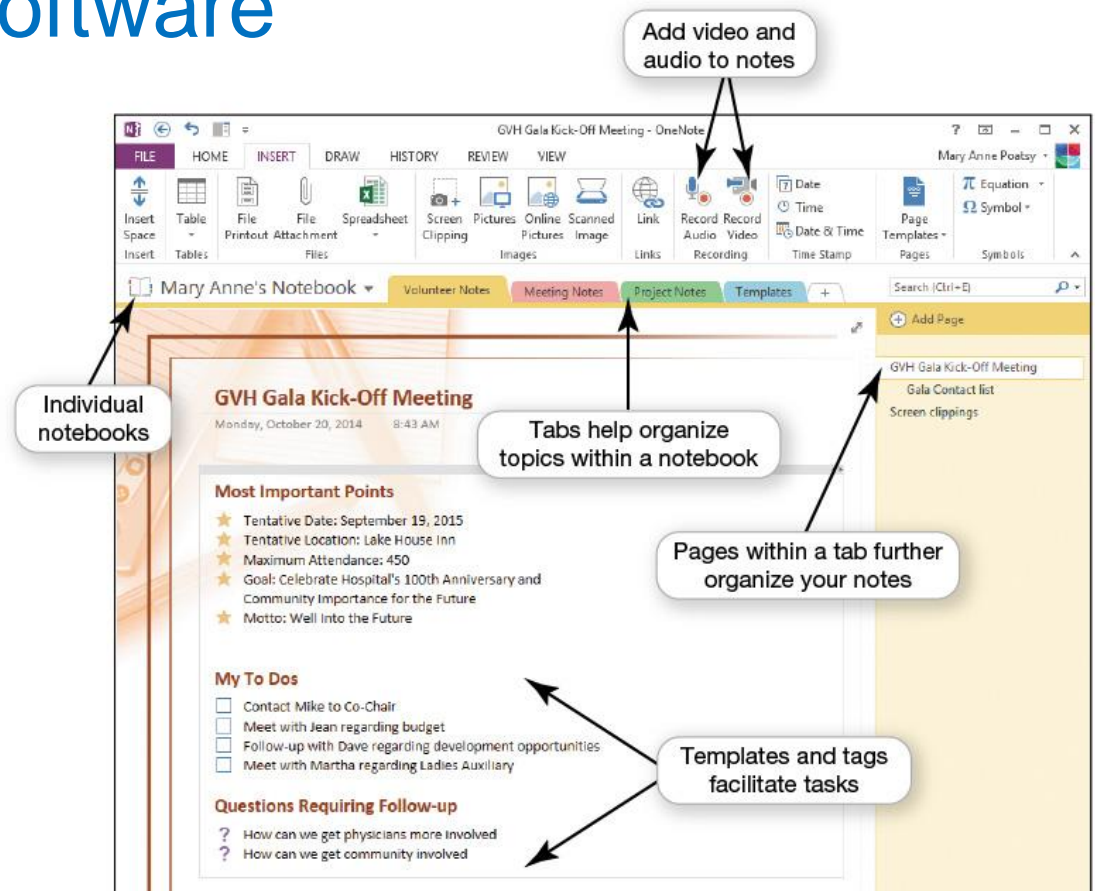 oftware
Add video and
audio to notes
GVH Gala Kick-Off Meeting - OneNote
FILE HOME INSERT DRAW HISTORY REVIEW VIEW
Mary Anne Poatsy
Insert Space
Table
File Printout
File Attachment
Spreadsheet
Screen Clipping
Pictures
Online Pictures
Scanned Image
Link
Record Audio
Record Video
Date
Time
Date & Time
Page Templates
π Equation
Ω Symbol
Insert Tables Files Images Links Recording Time Stamp Pages Symbols
Mary Anne's Notebook
Volunteer Notes
Meeting Notes
Project Notes
Templates
+
Search (Ctrl+E)
Add Page
GVH Gala Kick-Off Meeting
Gala Contact list
Screen clippings
Individual
notebooks
GVH Gala Kick-Off Meeting
Monday, October 20, 2014 8:43 AM
Tabs help organize
topics within a notebook
Most Important Points
Tentative Date: September 19, 2015
Tentative Location: Lake House Inn
Maximum Attendance: 450
Goal: Celebrate Hospital's 100th Anniversary and
Community Importance for the Future
Motto: Well Into the Future
Pages within a tab further
organize your notes
My To Dos
Contact Mike to Co-Chair
Meet with Jean regarding budget
Follow-up with Dave regarding development opportunities
Meet with Martha regarding Ladies Auxiliary
Templates and tags
facilitate tasks
Questions Requiring Follow-up
? How can we get physicians more involved
? How can we get community involved